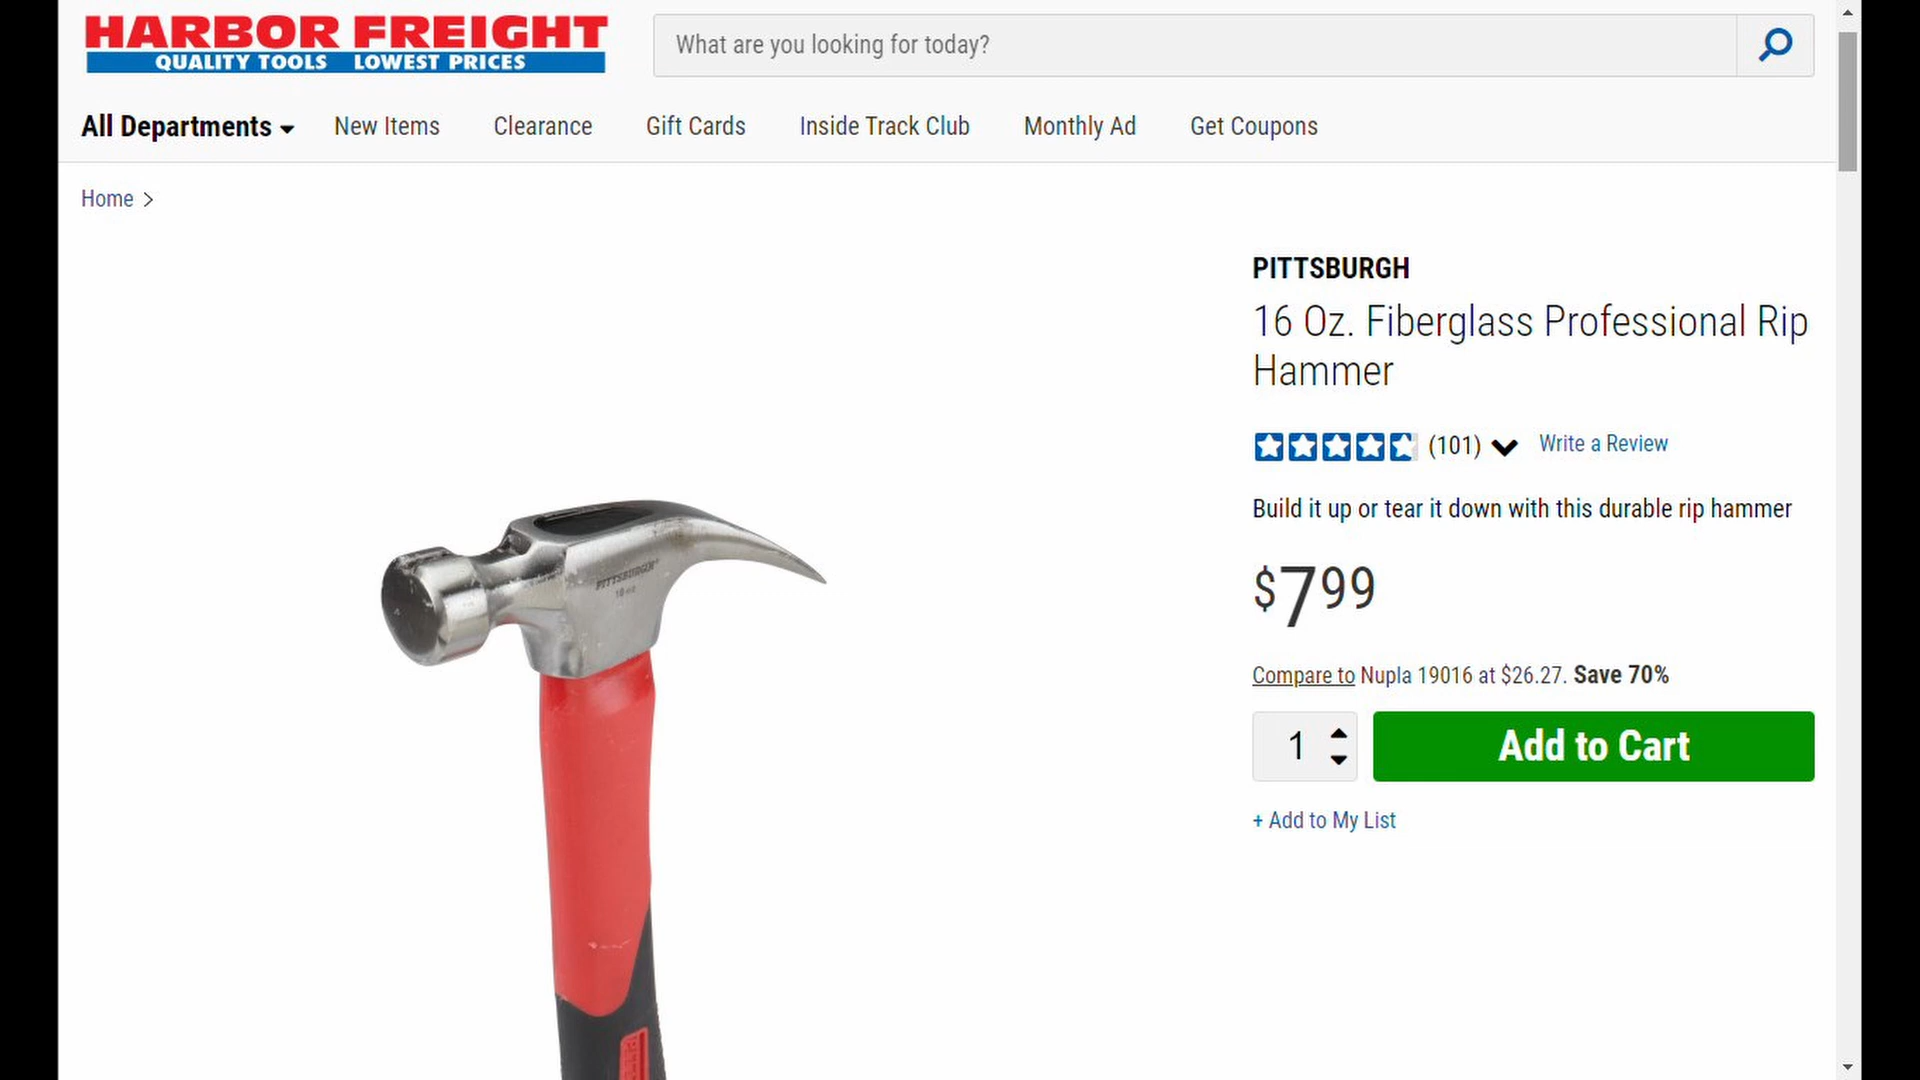 HARBOR FREIGHT
QUALITY TOOLS LOWEST PRICES
What are you looking for today?
All Departments
New Items
Clearance
Gift Cards
Inside Track Club
Monthly Ad
Get Coupons
Home >
PITTSBURGH
16 Oz. Fiberglass Professional Rip
Hammer
(101)
Write a Review
Build it up or tear it down with this durable rip hammer
$799
Compare to Nupla 19016 at $26.27. Save 70%
1
Add to Cart
+ Add to My List
PITTSBURGH